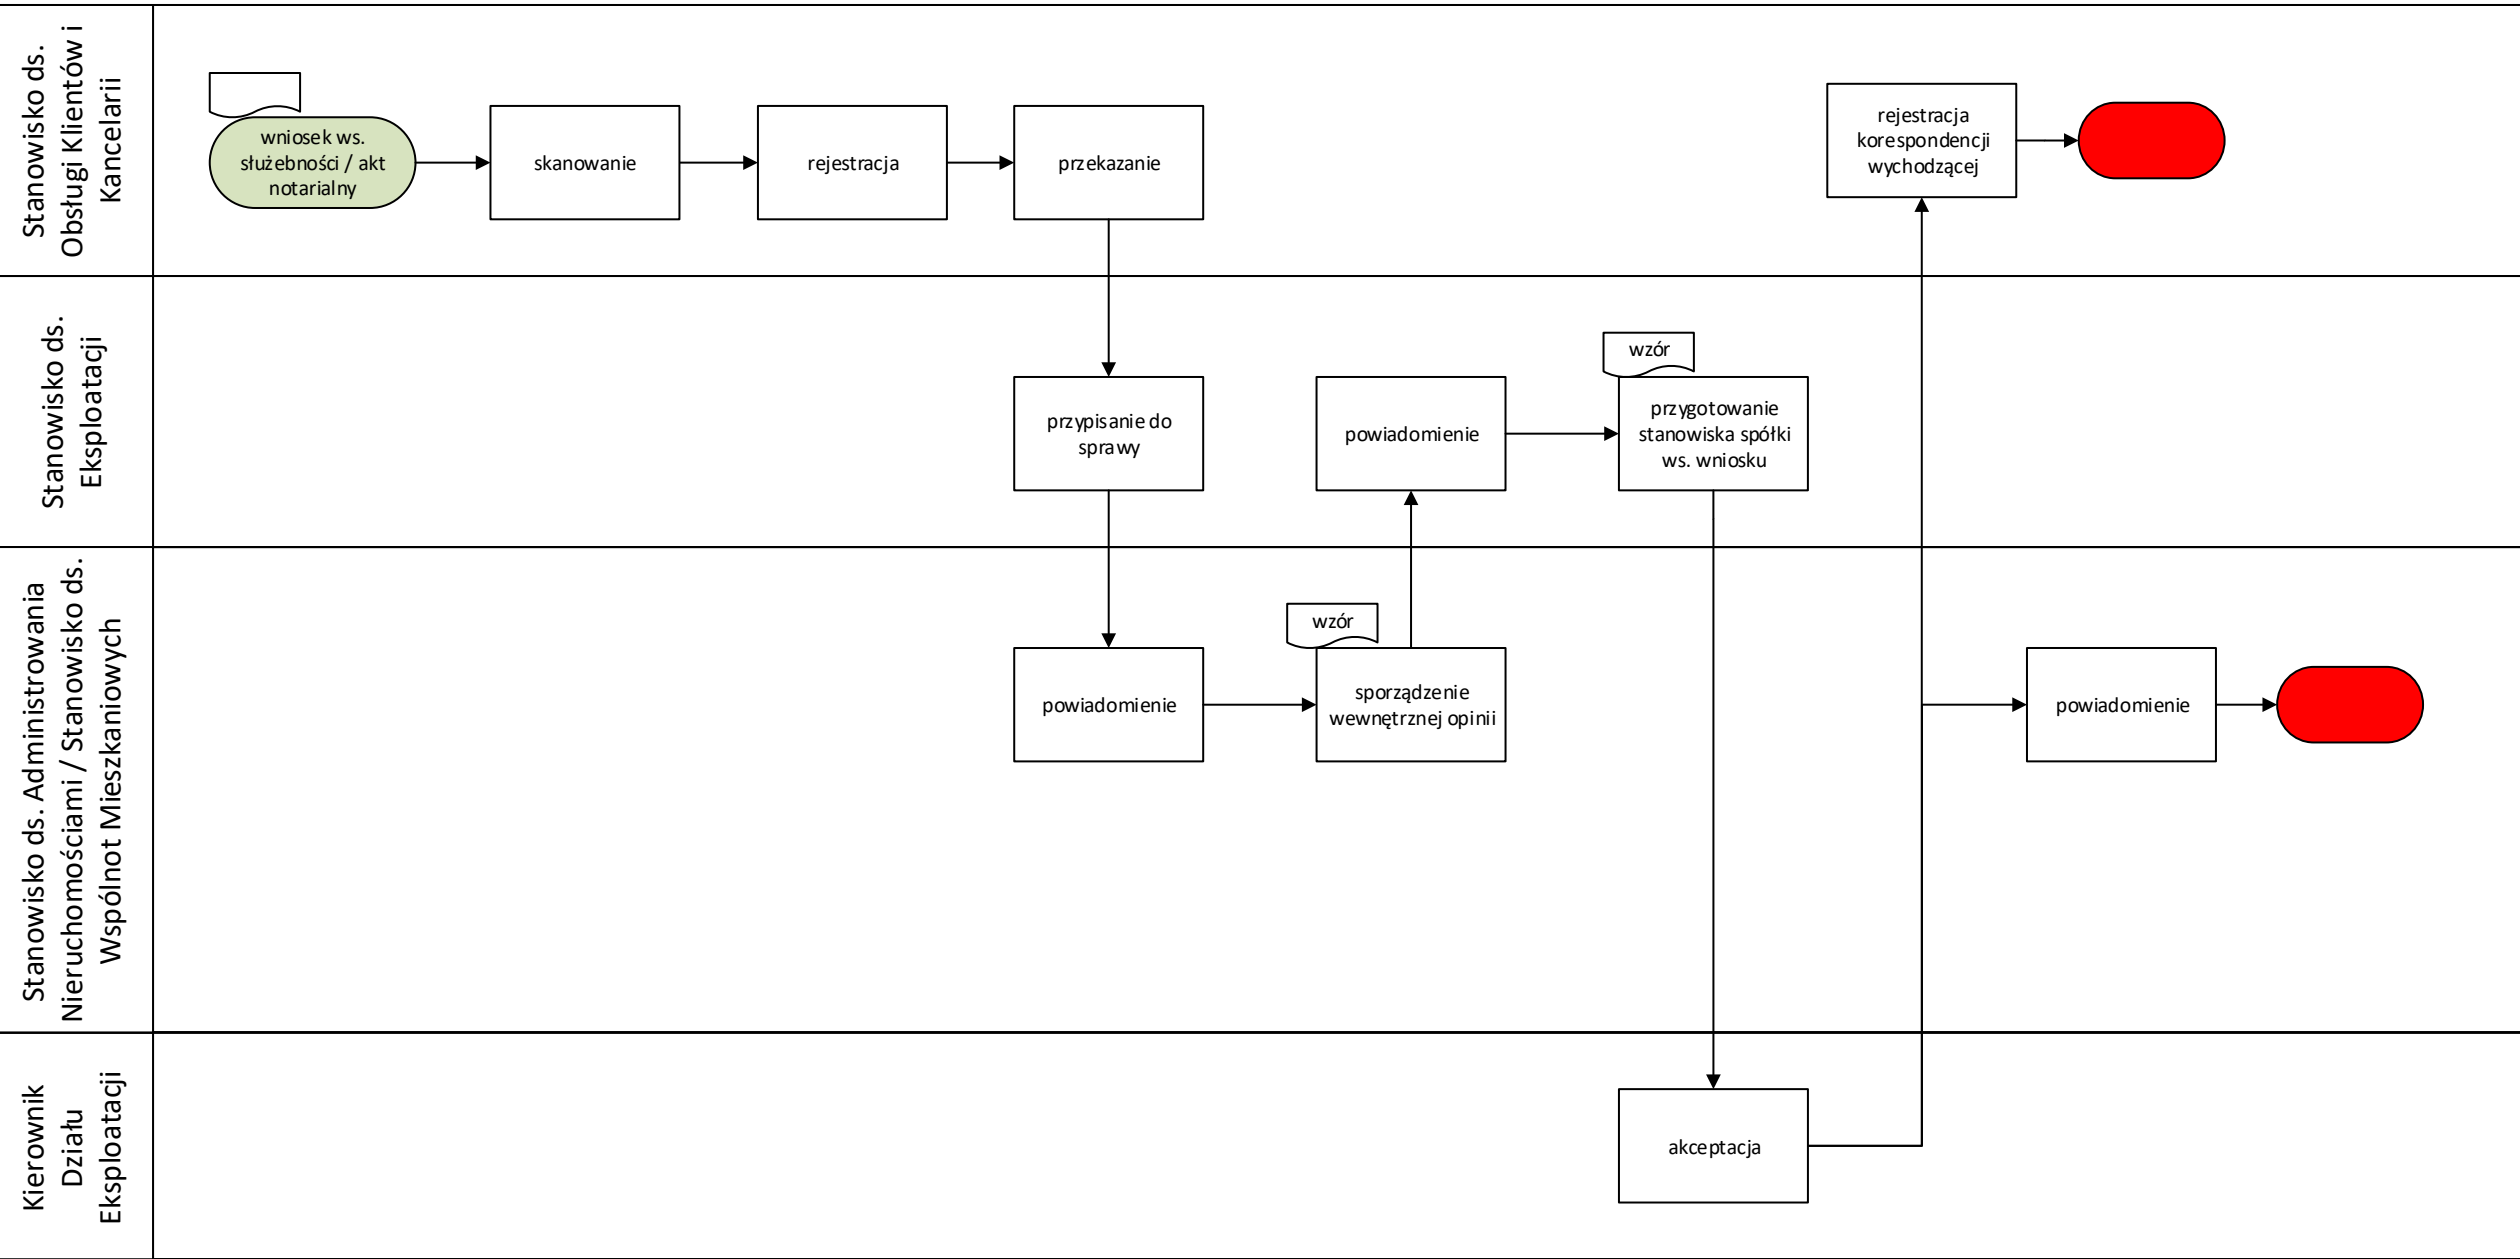 Stanowisko ds.
Obsługi Klientów i
Kancelarii
wniosek ws.
służebności / akt
notarialny
skanowanie
rejestracja
przekazanie
rejestracja
korespondencji
wychodzącej
Stanowisko ds.
Eksploatacji
przypisanie do
sprawy
powiadomienie
wzór
przygotowanie
stanowiska spółki
ws. wniosku
Stanowisko ds. Administrowania
Nieruchomościami / Stanowisko ds.
Wspólnot Mieszkaniowych
powiadomienie
wzór
sporządzenie
wewnętrznej opinii
powiadomienie
Kierownik
Działu
Eksploatacji
akceptacja